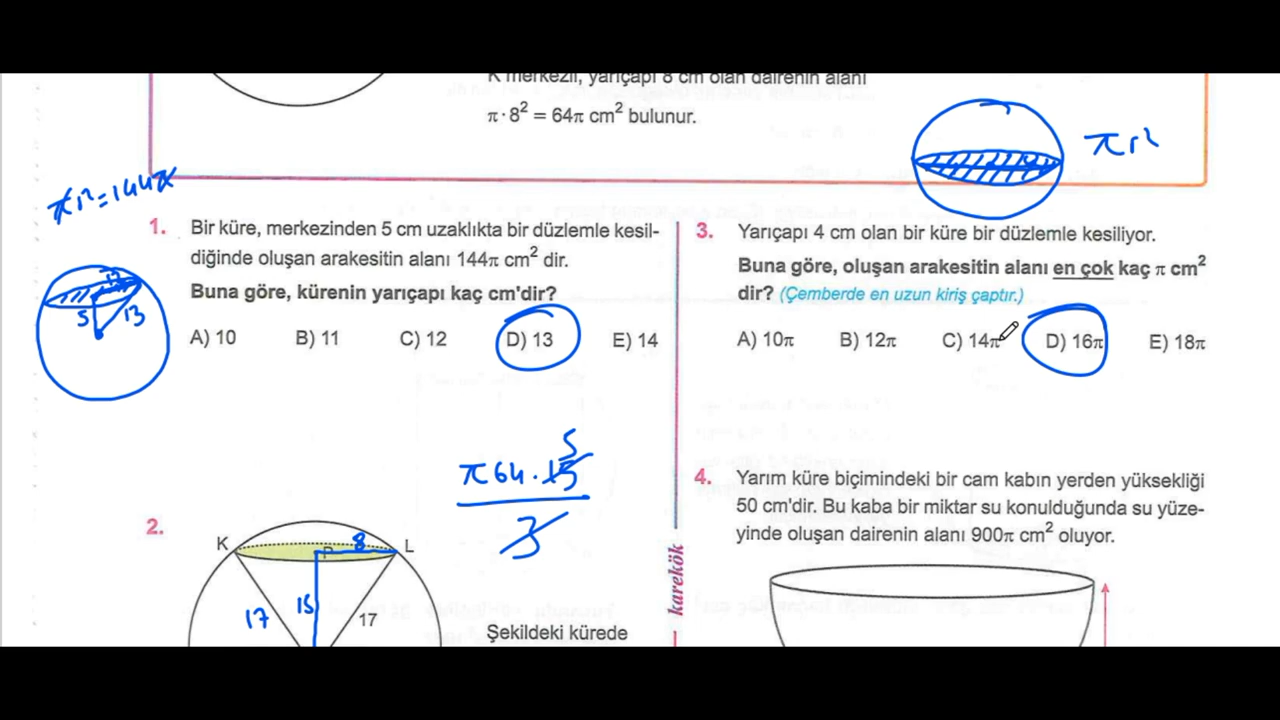 K merkezli, yarıçapı 8 cm olan dairenin alanı
π · 8² = 64π cm² bulunur.
πr²
πr²=144π
1. Bir küre, merkezinden 5 cm uzaklıkta bir düzlemle kesil-
diğinde oluşan arakesitin alanı 144π cm² dir.
Buna göre, kürenin yarıçapı kaç cm'dir?
A) 10 B) 11 C) 12 D) 13 E) 14
12
5 13
2.
K P 8 L
17 15 17
π64·15 5
3
Şekildeki kürede
3. Yarıçapı 4 cm olan bir küre bir düzlemle kesiliyor.
Buna göre, oluşan arakesitin alanı en çok kaç π cm²
dir? (Çemberde en uzun kiriş çaptır.)
A) 10π B) 12π C) 14π D) 16π E) 18π
4. Yarım küre biçimindeki bir cam kabın yerden yüksekliği
50 cm'dir. Bu kaba bir miktar su konulduğunda su yüze-
yinde oluşan dairenin alanı 900π cm² oluyor.
karekök